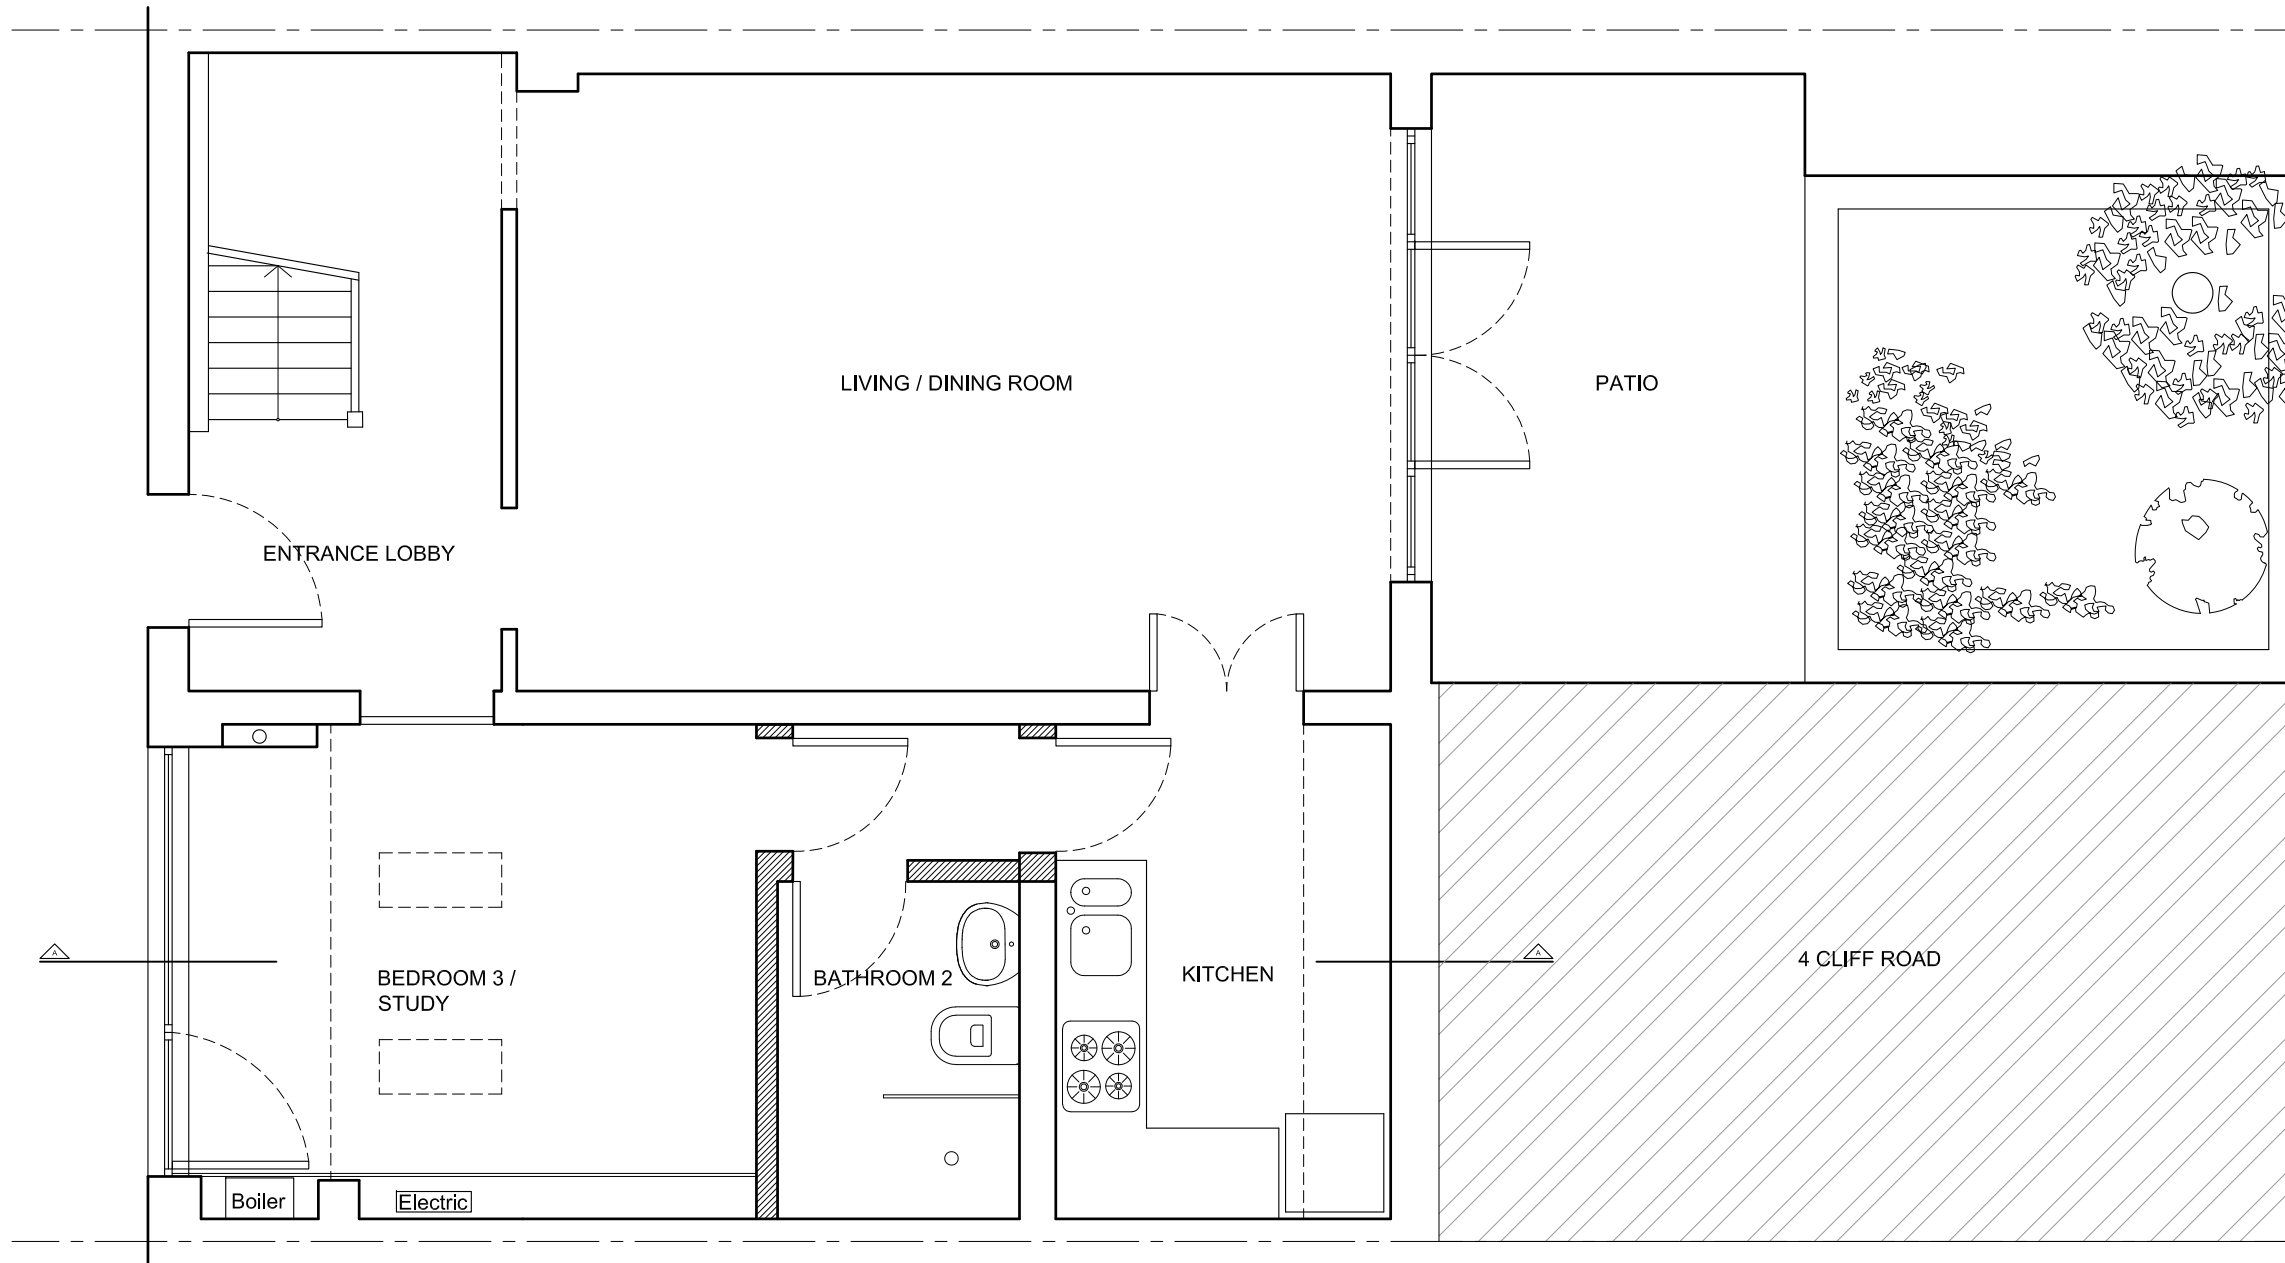 LIVING / DINING ROOM
PATIO
ENTRANCE LOBBY
A
A
BEDROOM 3 /
STUDY
BATHROOM 2
KITCHEN
4 CLIFF ROAD
Boiler
Electric